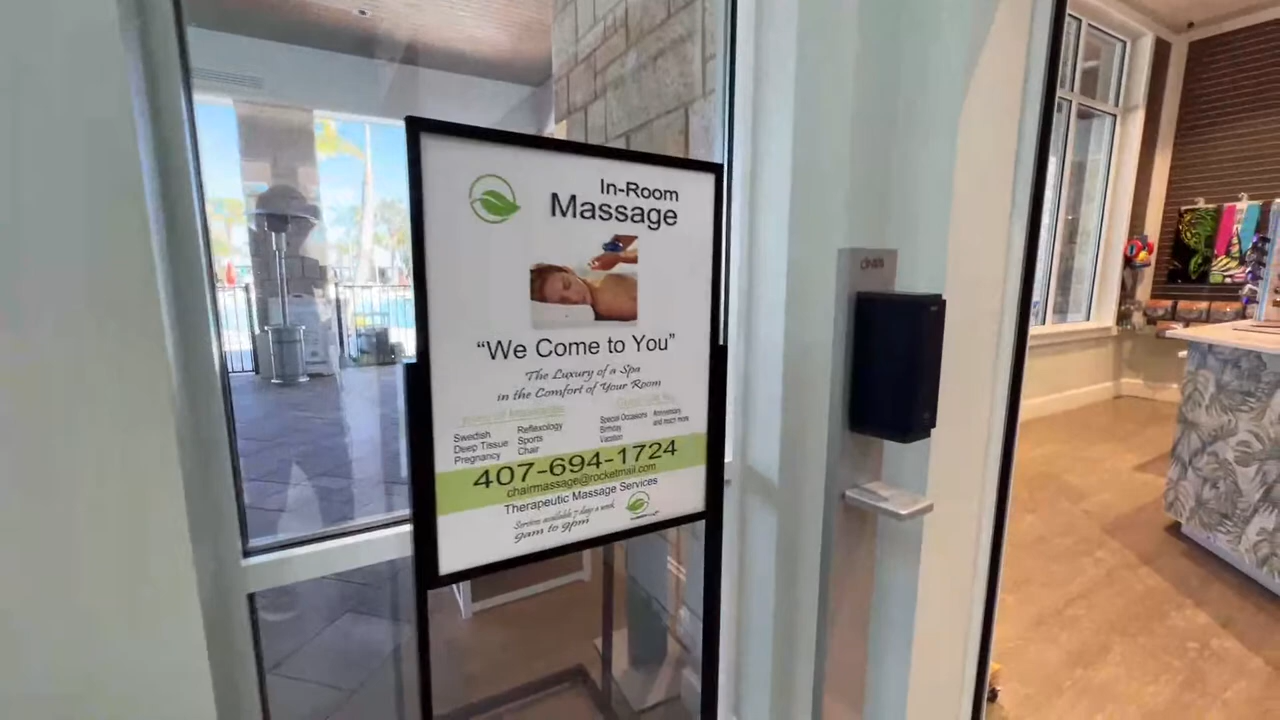 In-Room
Massage
“We Come to You”
The Luxury of a Spa
in the Comfort of Your Room
Swedish Reflexology
Deep Tissue Sports
Pregnancy Chair
Special Occasions Anniversary
Birthday and much more
Vacation
407-694-1724
chairmassage@rocketmail.com
Therapeutic Massage Services
Services available 7 days a week
9am to 9pm